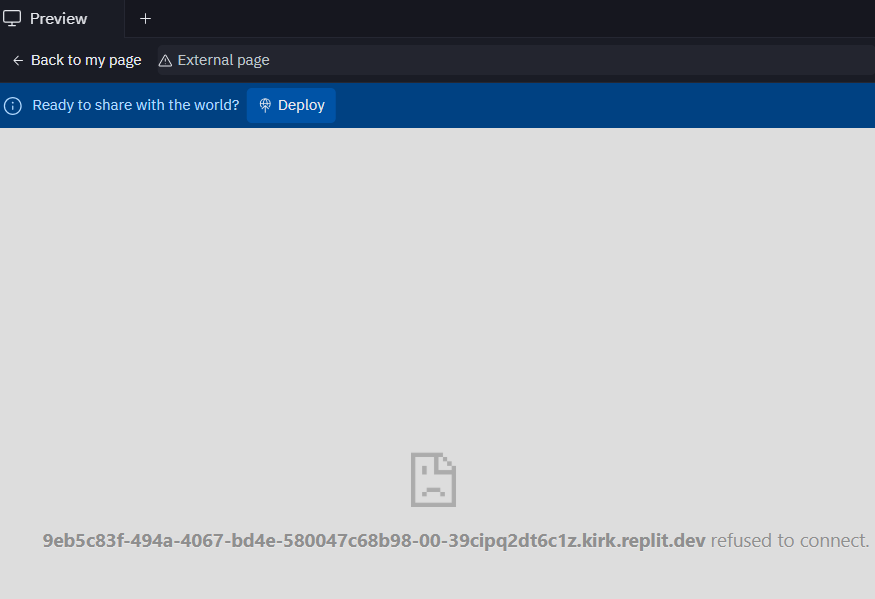 Preview
Back to my page External page
Ready to share with the world? Deploy
9eb5c83f-494a-4067-bd4e-580047c68b98-00-39cipq2dt6c1z.kirk.replit.dev refused to connect.